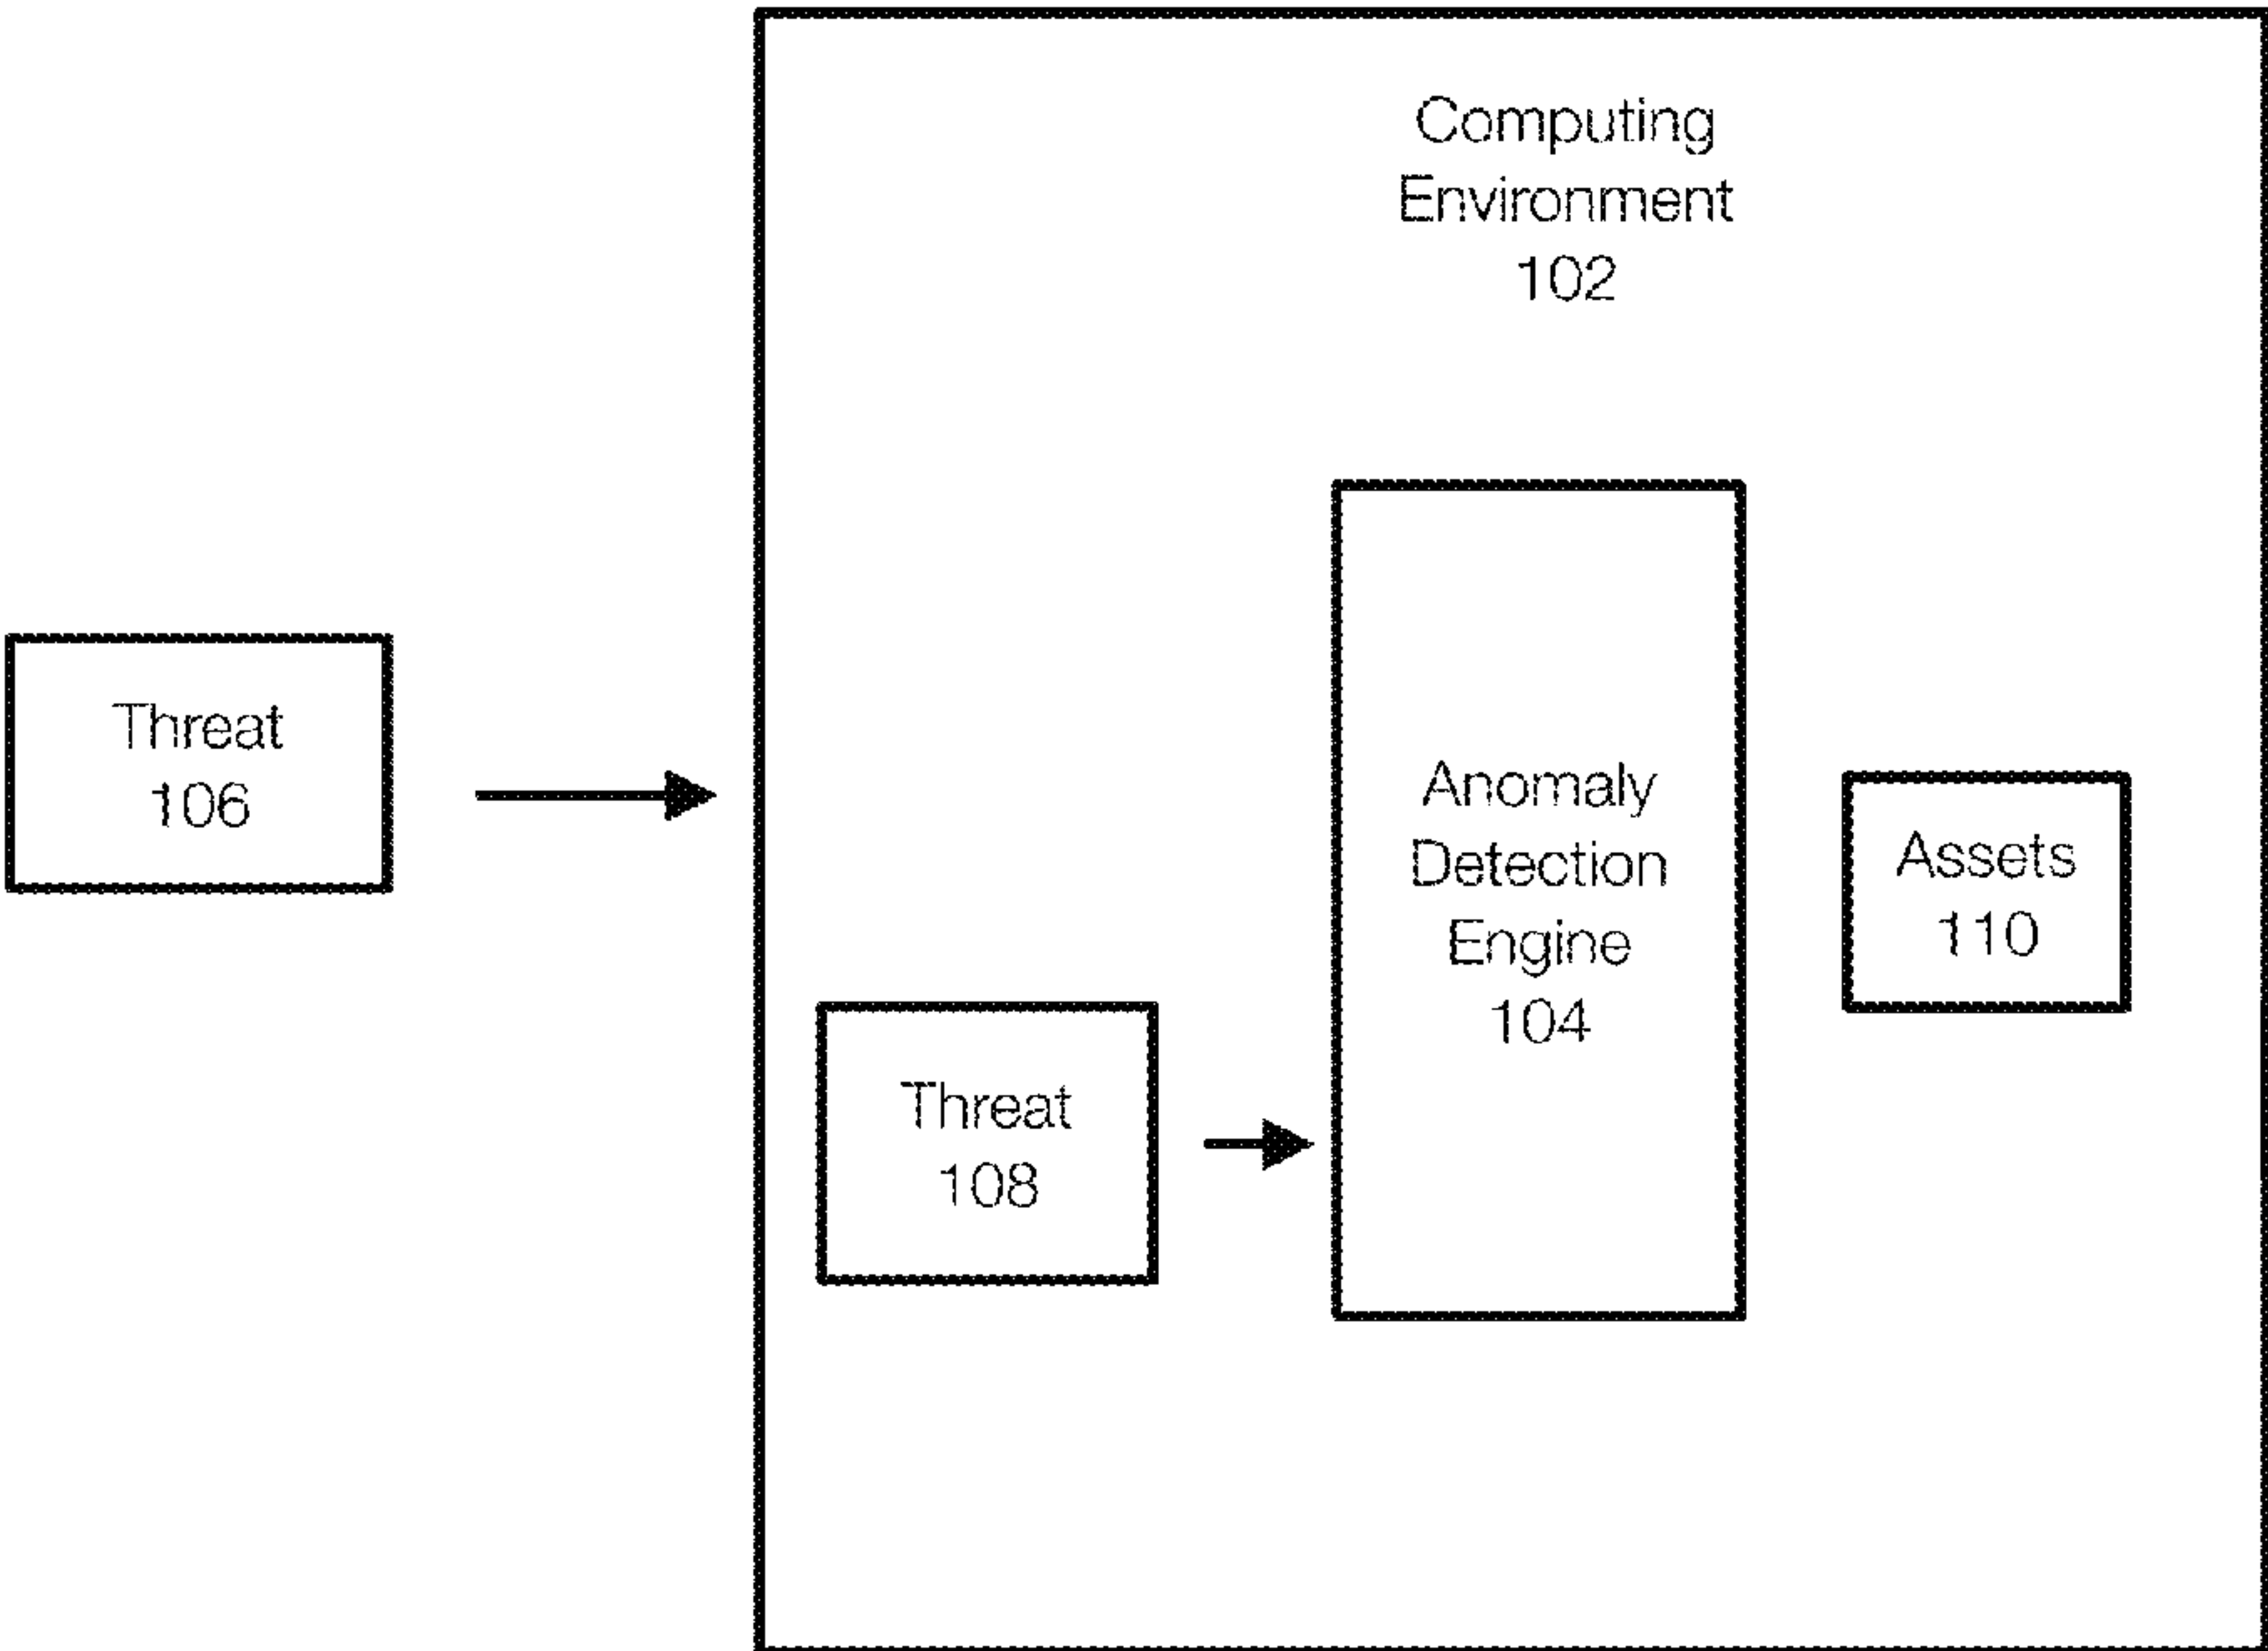 Computing
Environment
102
Threat
106
Anomaly
Detection
Engine
104
Assets
110
Threat
108